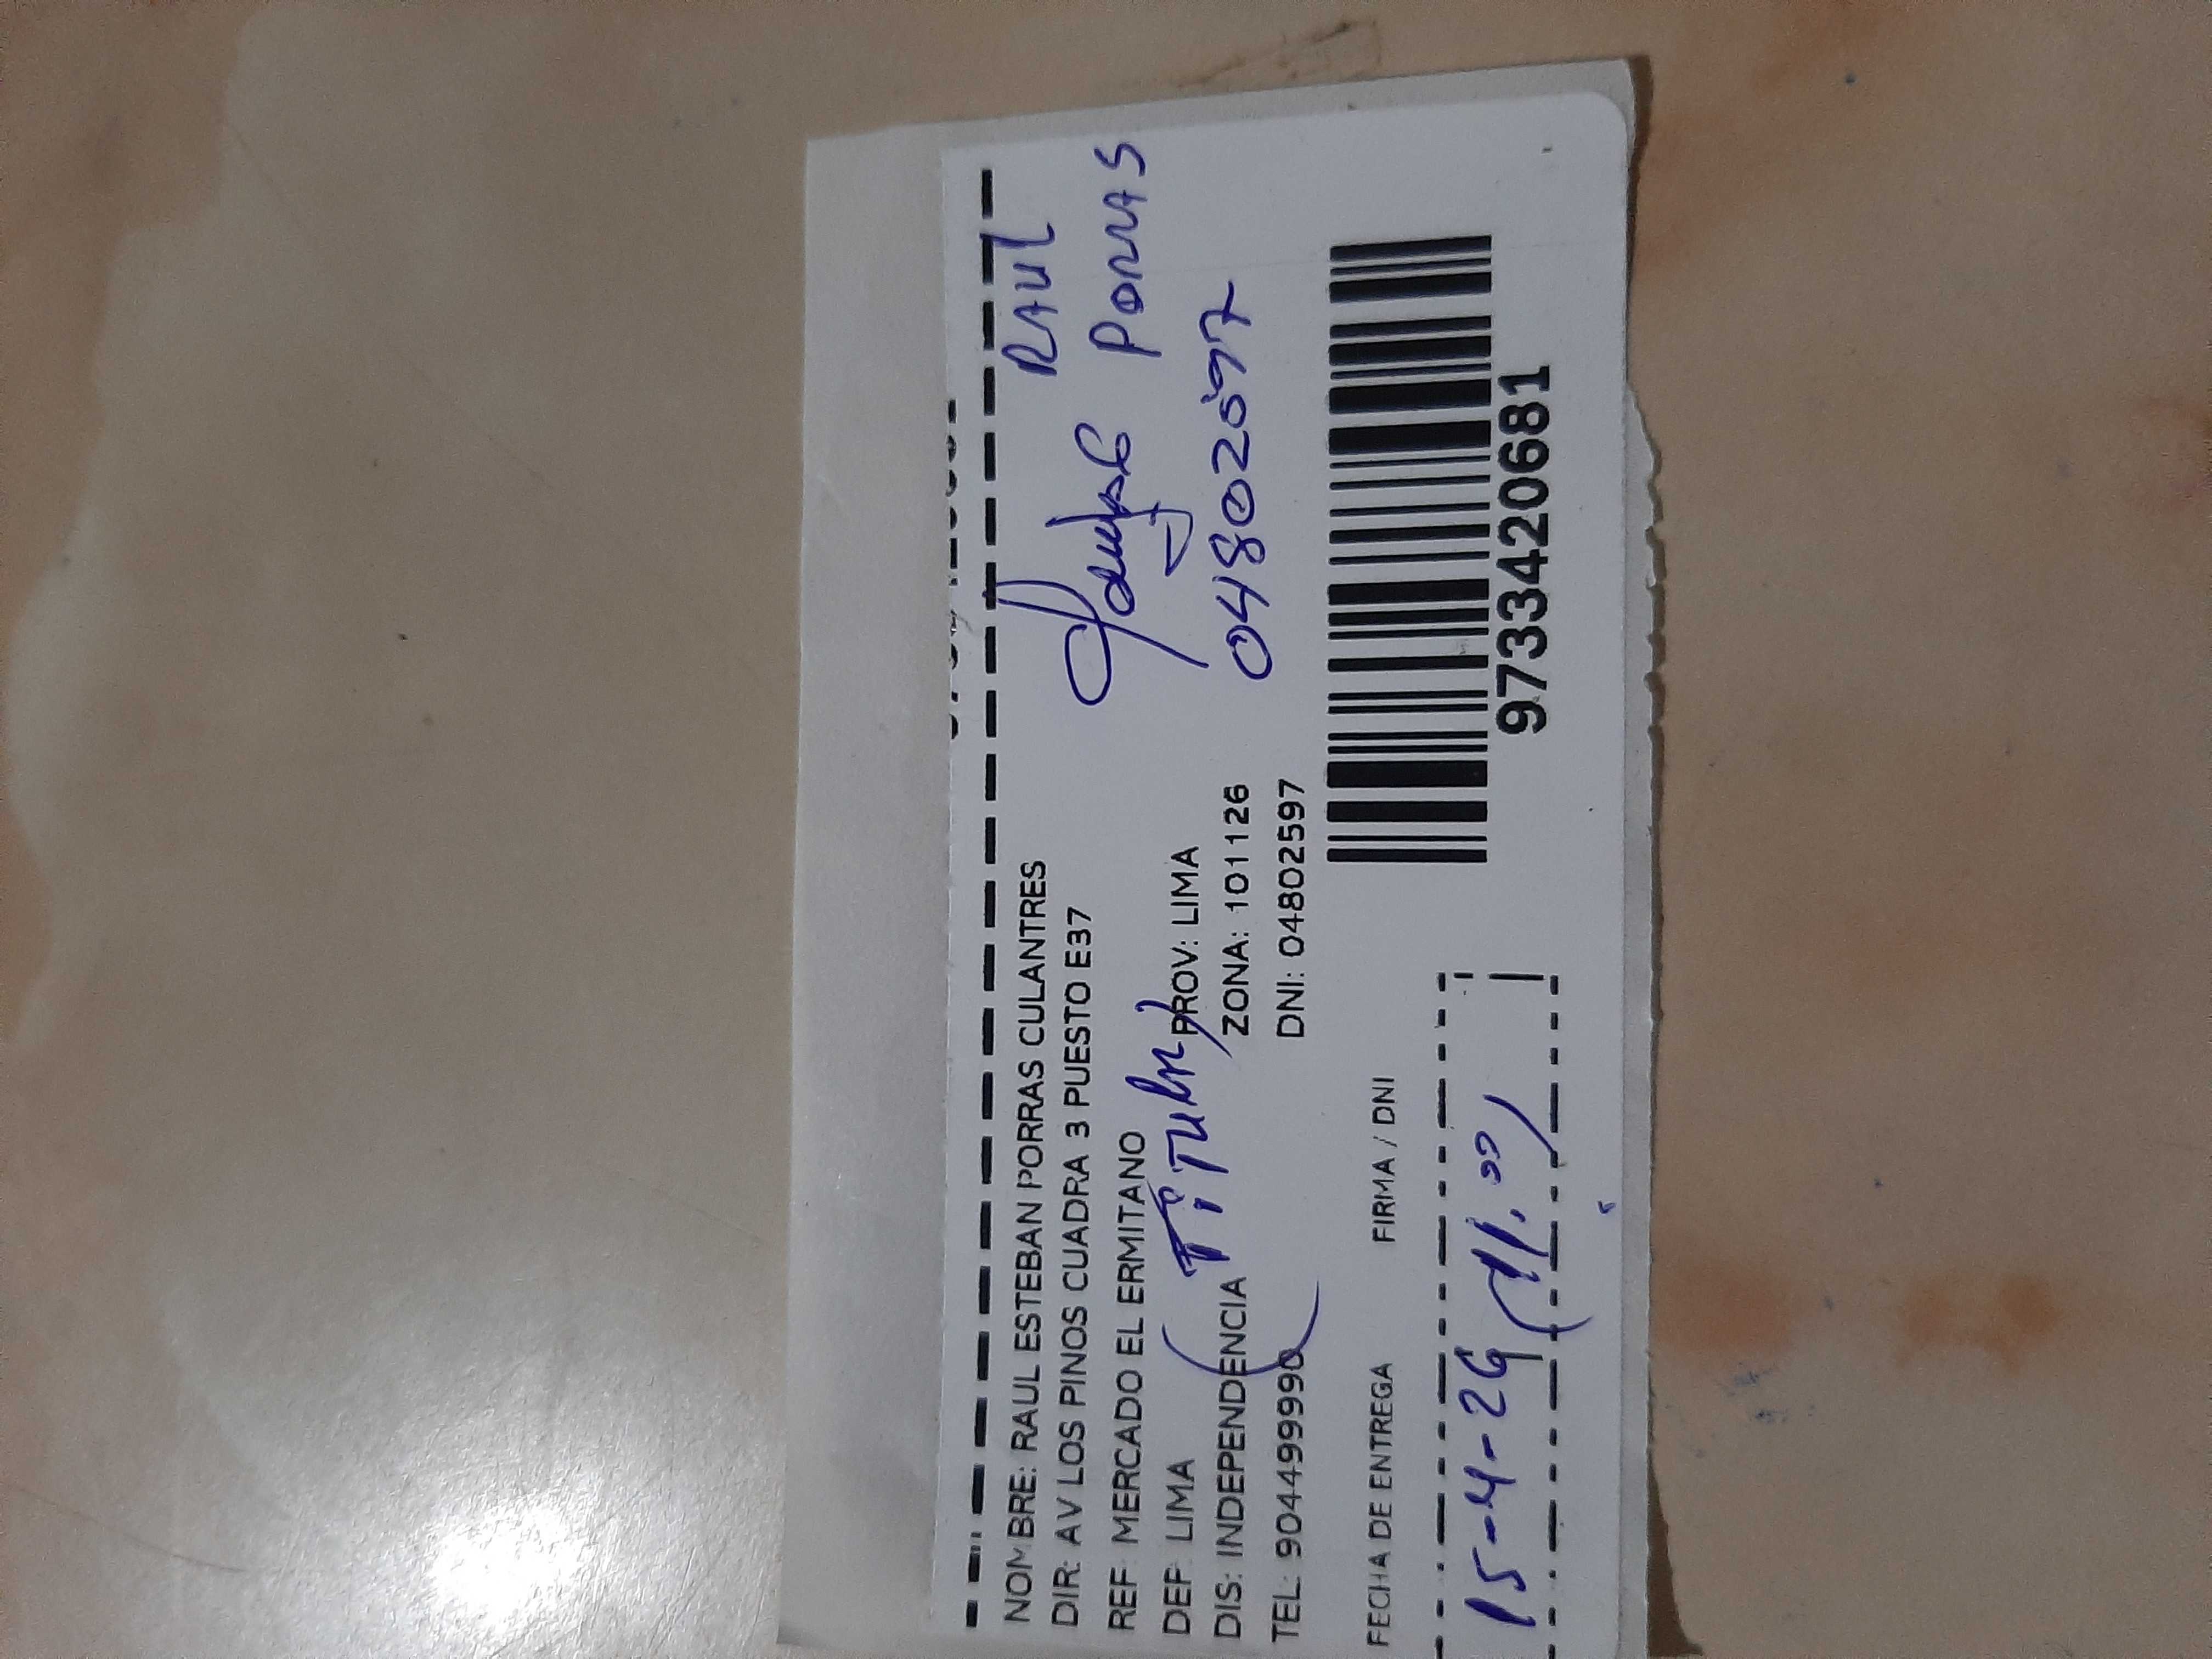 NOMBRE: RAUL ESTEBAN PORRAS CULANTRES
DIR: AV LOS PINOS CUADRA 3 PUESTO E37
REF: MERCADO EL ERMITANO
DEP: LIMA PROV: LIMA
DIS: INDEPENDENCIA ZONA: 101126
TEL: 904499990 DNI: 04802597
(Titular)
RAUL
PORRAS
04802597
FECHA DE ENTREGA FIRMA / DNI
15-4-26 (11:00)
9733420681